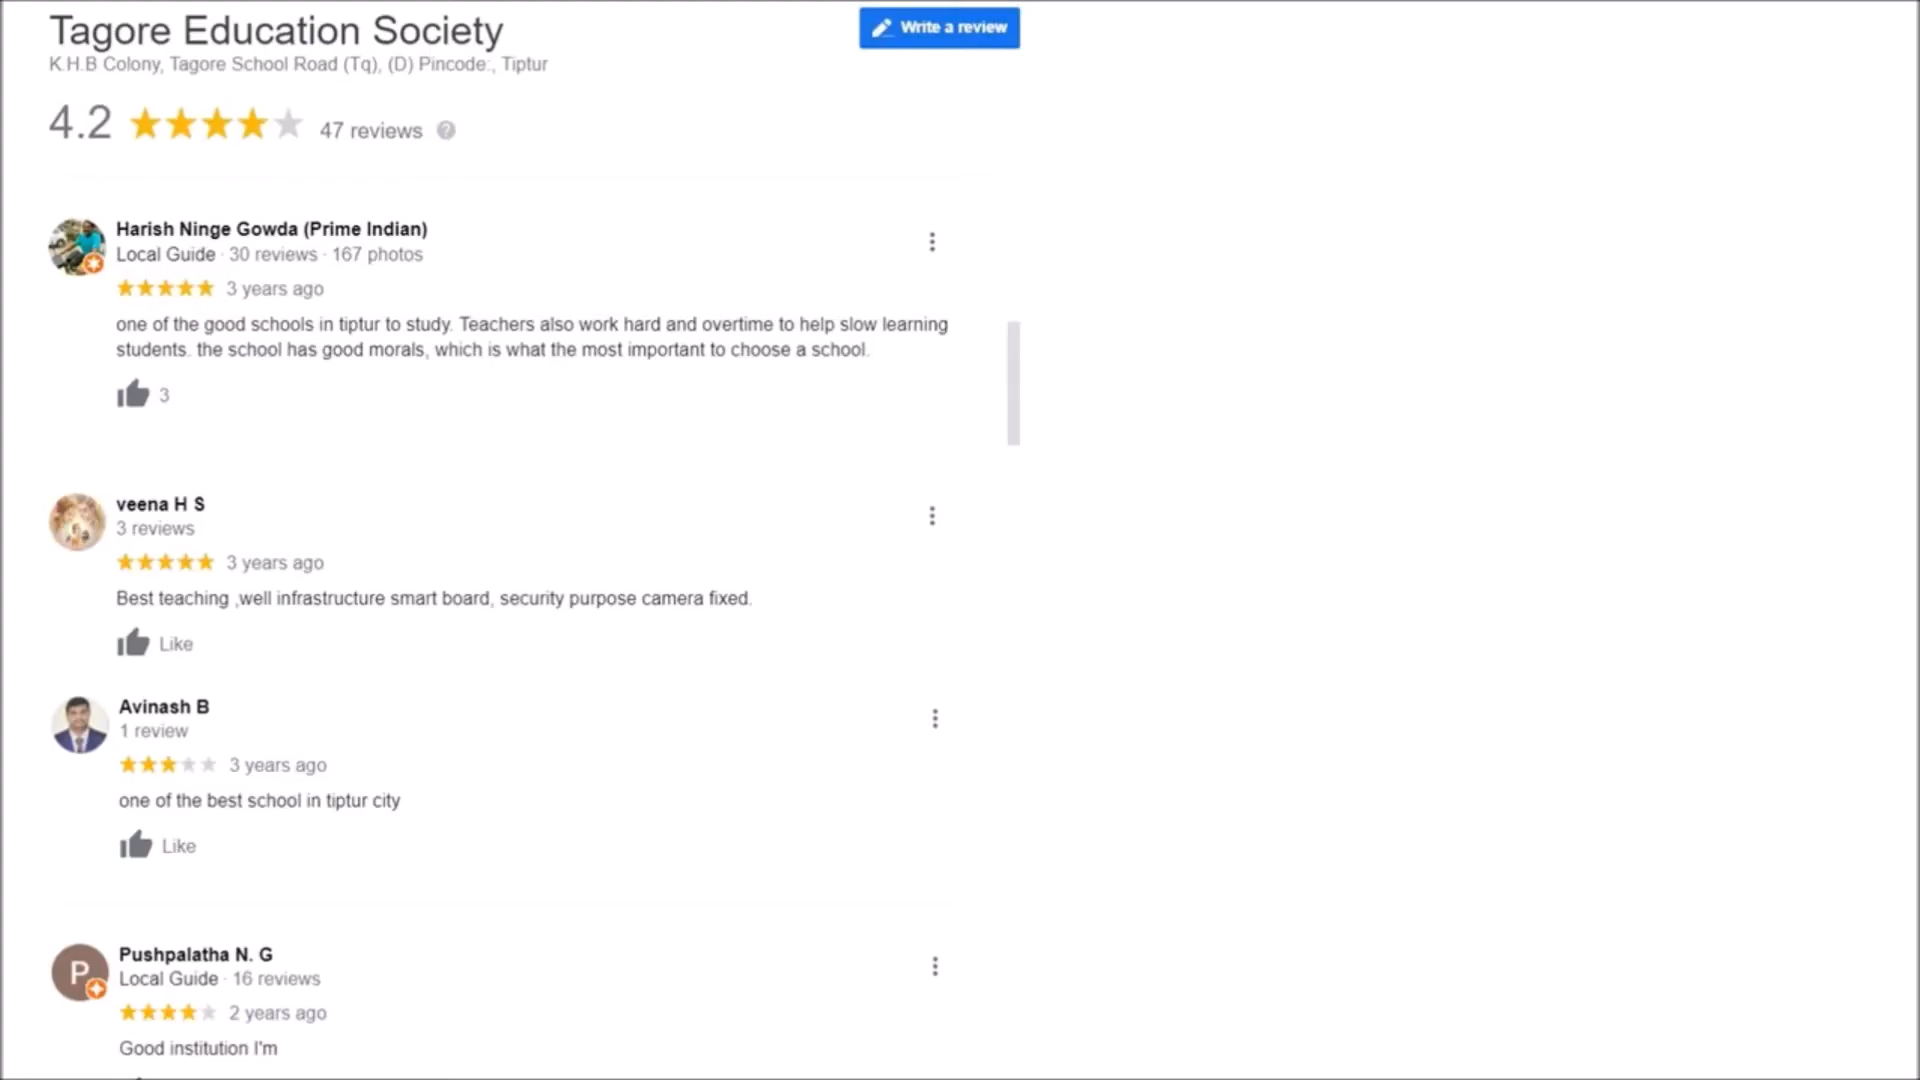 Tagore Education Society
Write a review
K.H.B Colony, Tagore School Road (Tq), (D) Pincode:, Tiptur
4.2 47 reviews
Harish Ninge Gowda (Prime Indian)
Local Guide · 30 reviews · 167 photos
3 years ago
one of the good schools in tiptur to study. Teachers also work hard and overtime to help slow learning
students. the school has good morals, which is what the most important to choose a school.
3
veena H S
3 reviews
3 years ago
Best teaching ,well infrastructure smart board, security purpose camera fixed.
Like
Avinash B
1 review
3 years ago
one of the best school in tiptur city
Like
P
Pushpalatha N. G
Local Guide · 16 reviews
2 years ago
Good institution I'm